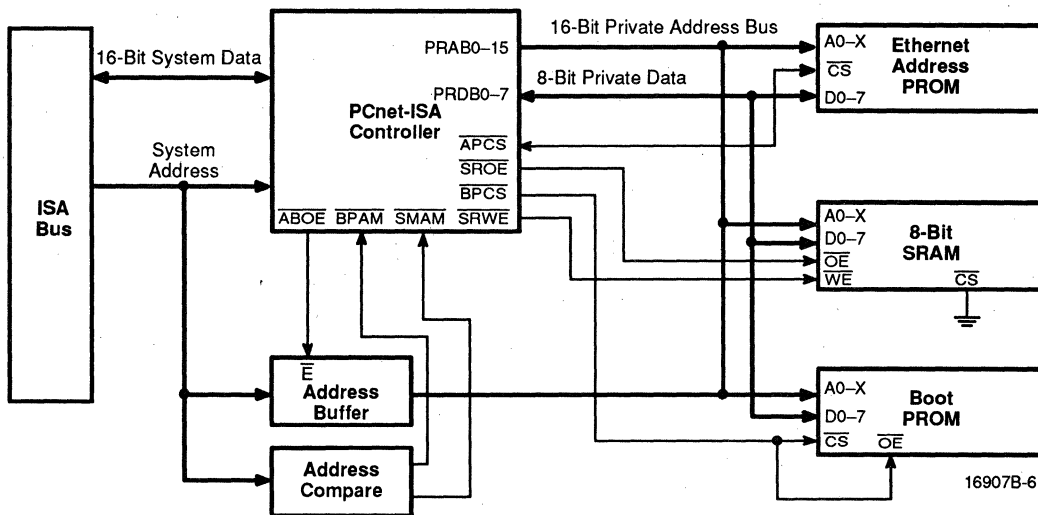 16-Bit System Data
System
Address
ISA
Bus
PCnet-ISA
Controller
PRAB0–15
PRDB0–7
APCS
SROE
BPCS
ABOE BPAM SMAM SRWE
16-Bit Private Address Bus
8-Bit Private Data
A0–X
CS
D0–7
Ethernet
Address
PROM
A0–X
D0–7
OE
WE
CS
8-Bit
SRAM
E
Address
Buffer
Address
Compare
A0–X
D0–7
CS
OE
Boot
PROM
16907B-6